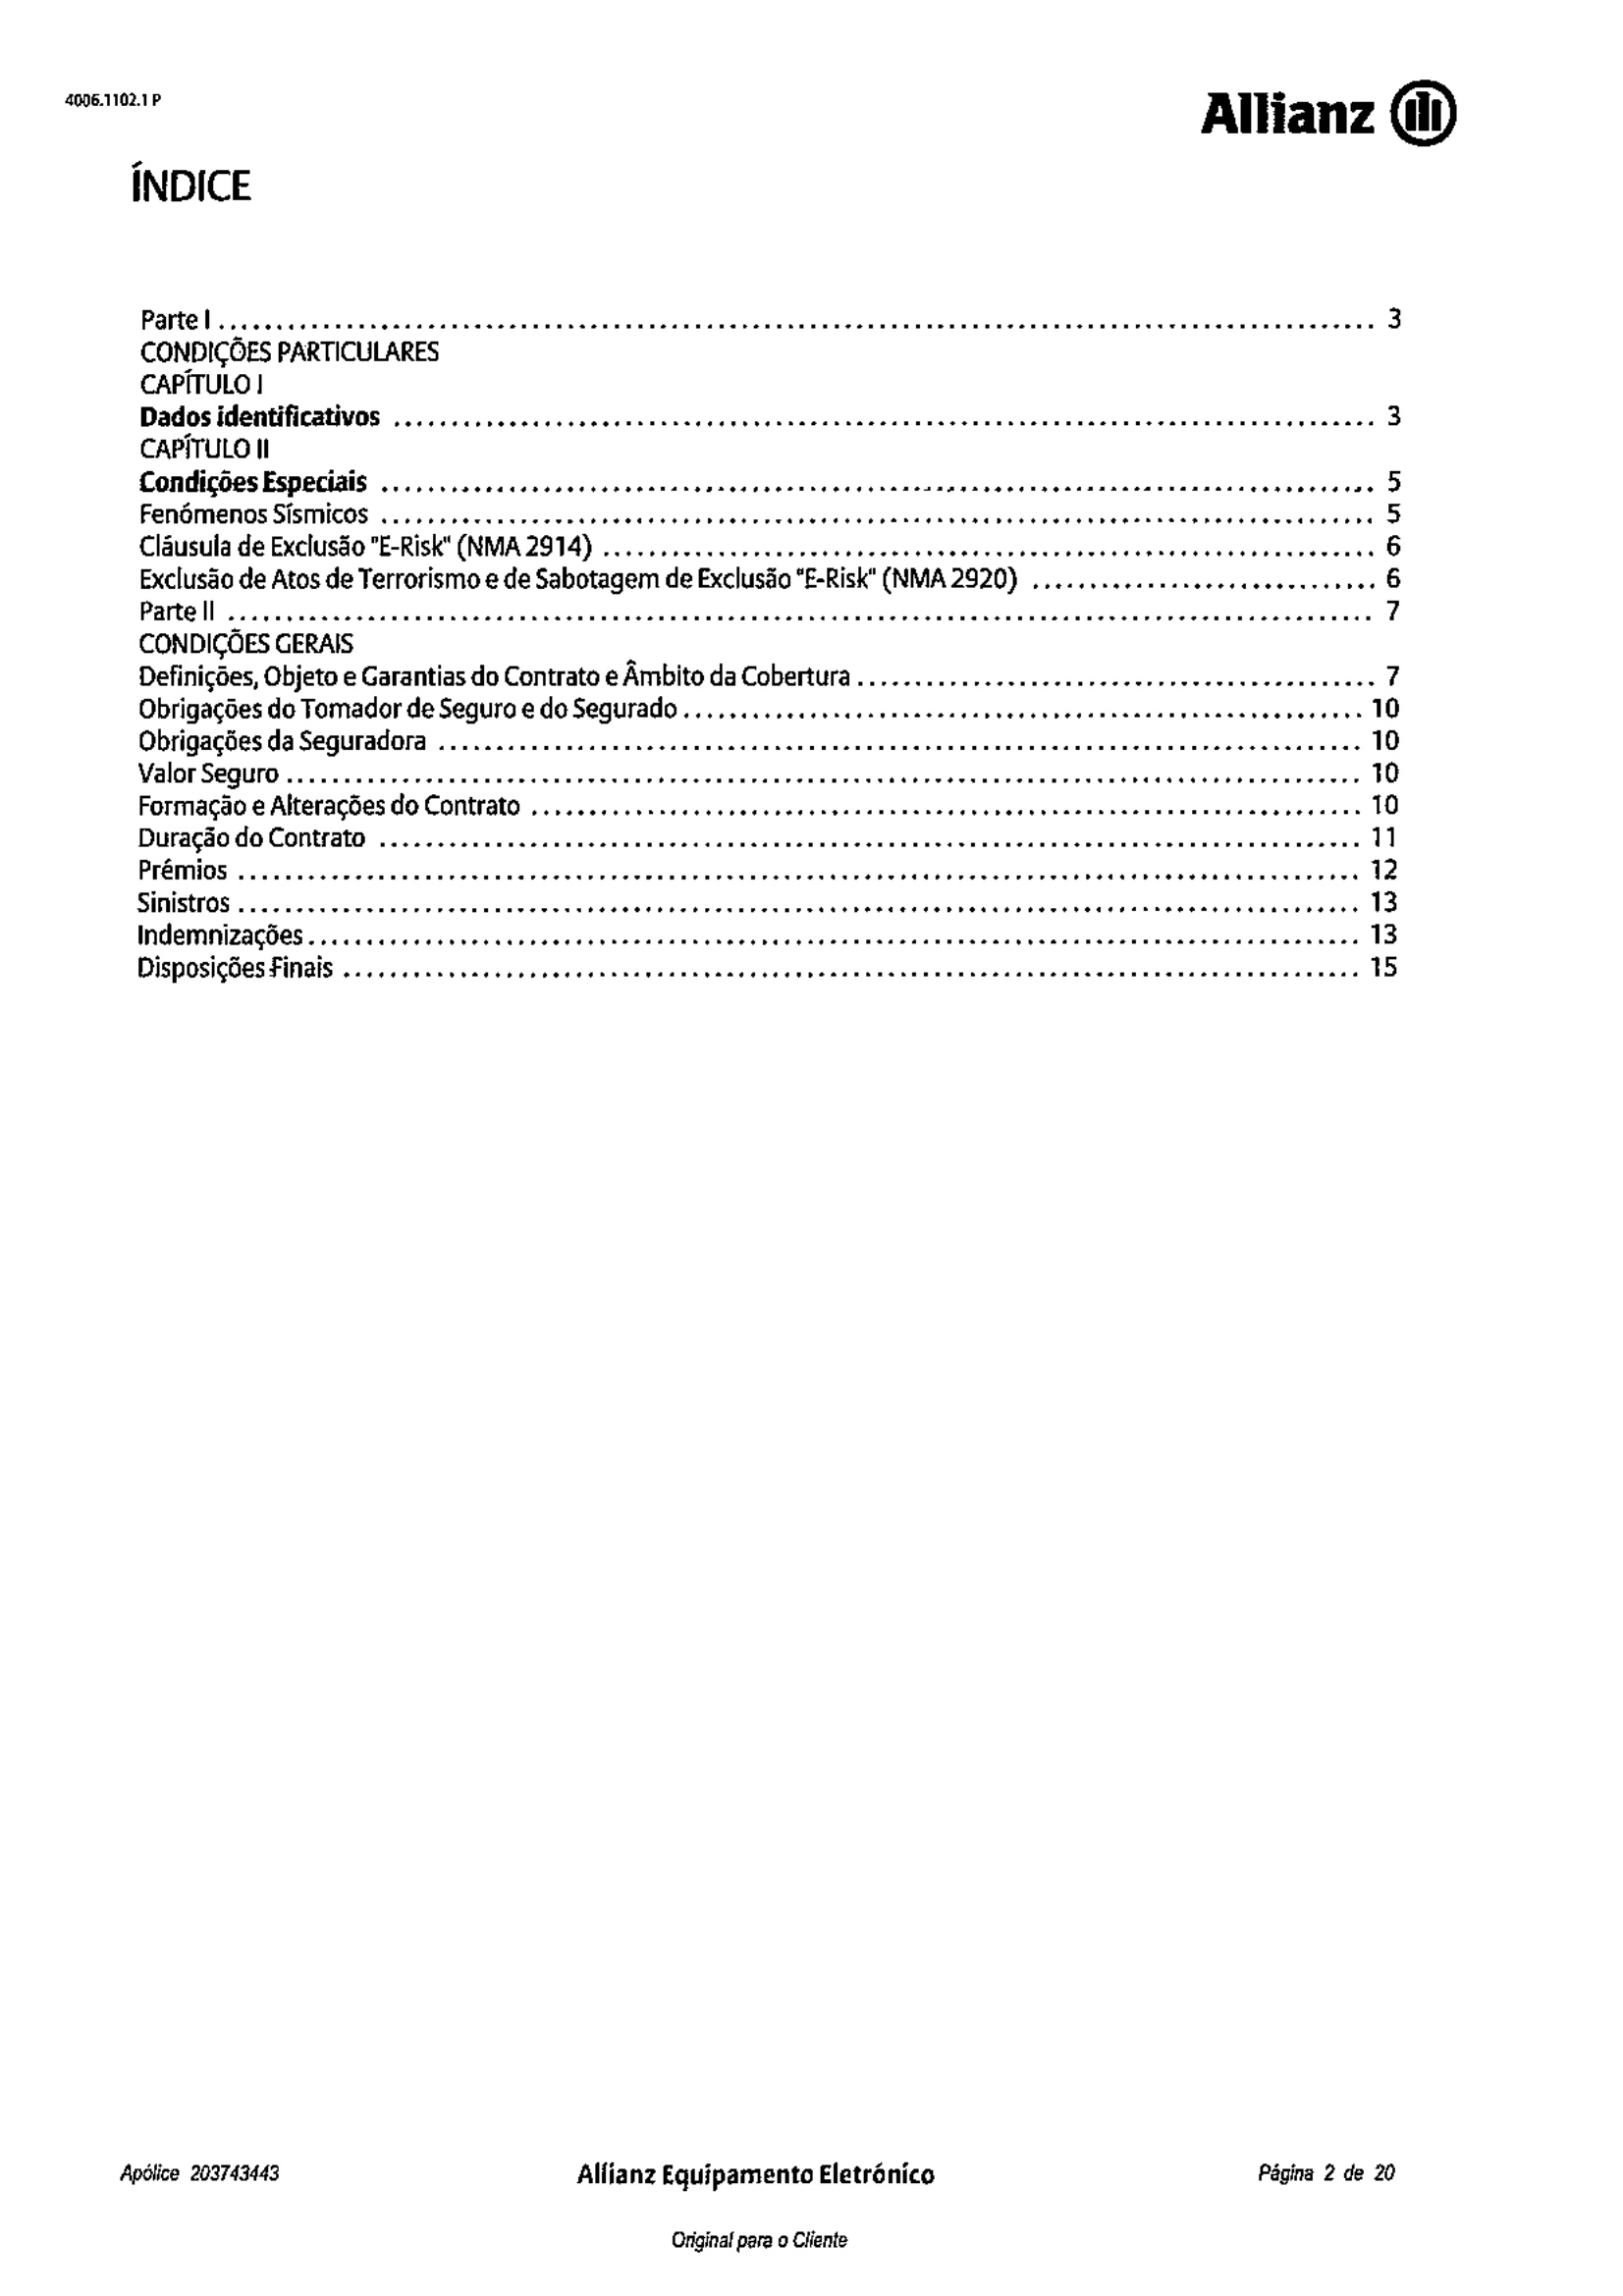 4006.1102.1 P
Allianz
ÍNDICE
Parte I ........................................ 3
CONDIÇÕES PARTICULARES
CAPÍTULO I
Dados identificativos ........................................ 3
CAPÍTULO II
Condições Especiais ........................................ 5
Fenómenos Sísmicos ........................................ 5
Cláusula de Exclusão "E-Risk" (NMA 2914) ........................................ 6
Exclusão de Atos de Terrorismo e de Sabotagem de Exclusão "E-Risk" (NMA 2920) .............................. 6
Parte II ........................................ 7
CONDIÇÕES GERAIS
Definições, Objeto e Garantias do Contrato e Âmbito da Cobertura ........................................ 7
Obrigações do Tomador de Seguro e do Segurado ........................................ 10
Obrigações da Seguradora ........................................ 10
Valor Seguro ........................................ 10
Formação e Alterações do Contrato ........................................ 10
Duração do Contrato ........................................ 11
Prémios ........................................ 12
Sinistros ........................................ 13
Indemnizações ........................................ 13
Disposições Finais ........................................ 15
Apólice 203743443
Allianz Equipamento Eletrónico
Página 2 de 20
Original para o Cliente